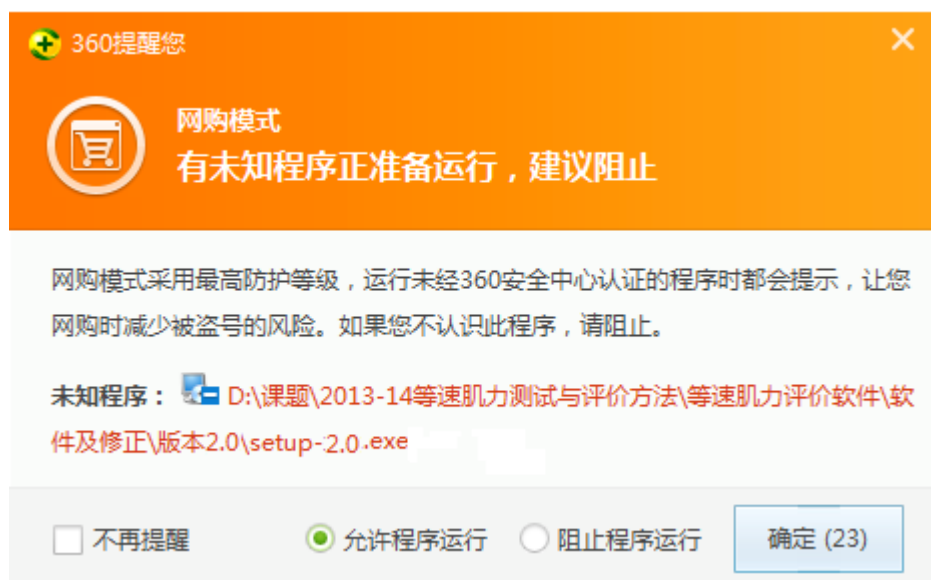 360提醒您
网购模式
有未知程序正准备运行，建议阻止
网购模式采用最高防护等级，运行未经360安全中心认证的程序时都会提示，让您
网购时减少被盗号的风险。如果您不认识此程序，请阻止。
未知程序： D:\课题\2013-14等速肌力测试与评价方法\等速肌力评价软件\软
件及修正\版本2.0\setup-2.0.exe
不再提醒 允许程序运行 阻止程序运行 确定 (23)